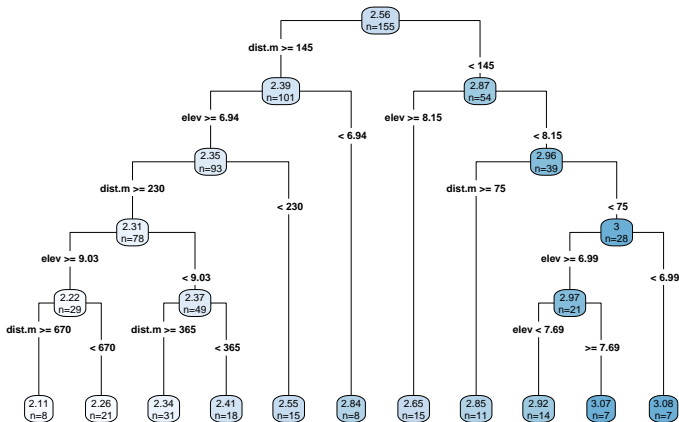 2.56
n=155
dist.m >= 145
< 145
2.39
n=101
2.87
n=54
elev >= 6.94
< 6.94
elev >= 8.15
< 8.15
2.35
n=93
2.96
n=39
dist.m >= 230
< 230
dist.m >= 75
< 75
2.31
n=78
3
n=28
elev >= 9.03
< 9.03
elev >= 6.99
< 6.99
2.22
n=29
2.37
n=49
2.97
n=21
dist.m >= 670
< 670
dist.m >= 365
< 365
elev < 7.69
>= 7.69
2.11
n=8
2.26
n=21
2.34
n=31
2.41
n=18
2.55
n=15
2.84
n=8
2.65
n=15
2.85
n=11
2.92
n=14
3.07
n=7
3.08
n=7